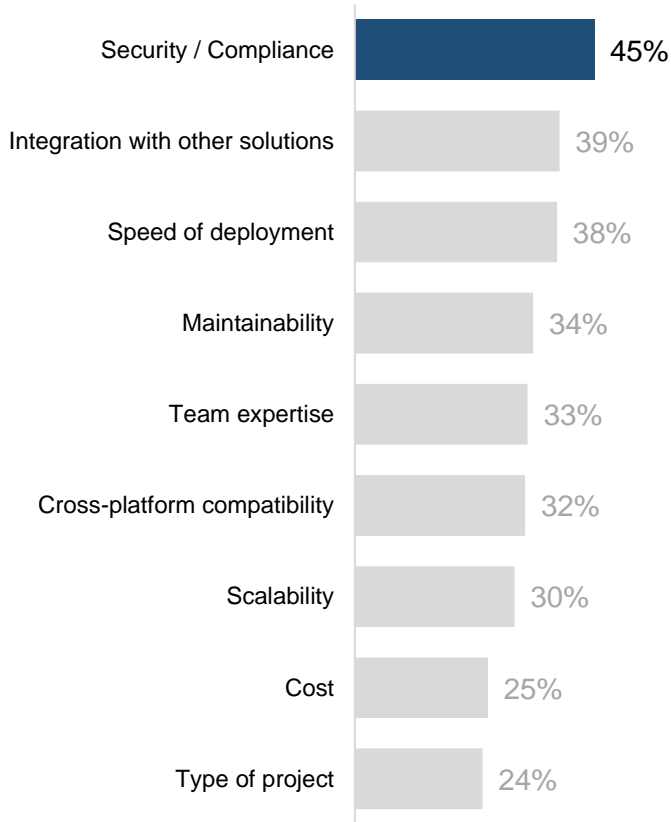 Security / Compliance 45%
Integration with other solutions 39%
Speed of deployment 38%
Maintainability 34%
Team expertise 33%
Cross-platform compatibility 32%
Scalability 30%
Cost 25%
Type of project 24%